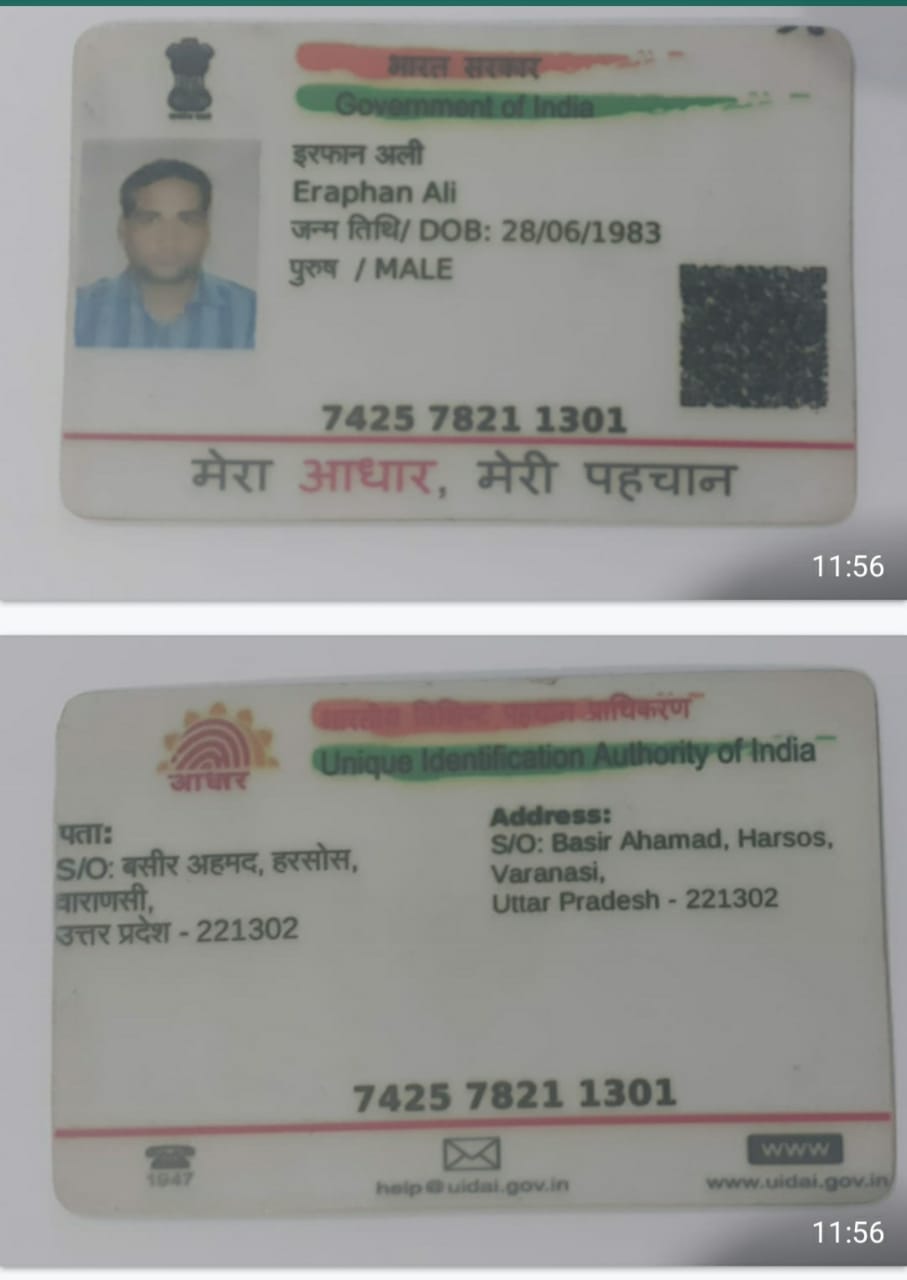 भारत सरकार
Government of India
इरफान अली
Eraphan Ali
जन्म तिथि/ DOB: 28/06/1983
पुरुष / MALE
7425 7821 1301
मेरा आधार, मेरी पहचान
11:56
भारतीय विशिष्ट पहचान प्राधिकरण
Unique Identification Authority of India
आधार
पता:
S/O: बसीर अहमद, हरसोस,
वाराणसी,
उत्तर प्रदेश - 221302
Address:
S/O: Basir Ahamad, Harsos,
Varanasi,
Uttar Pradesh - 221302
7425 7821 1301
1947
help@uidai.gov.in
www
www.uidai.gov.in
11:56